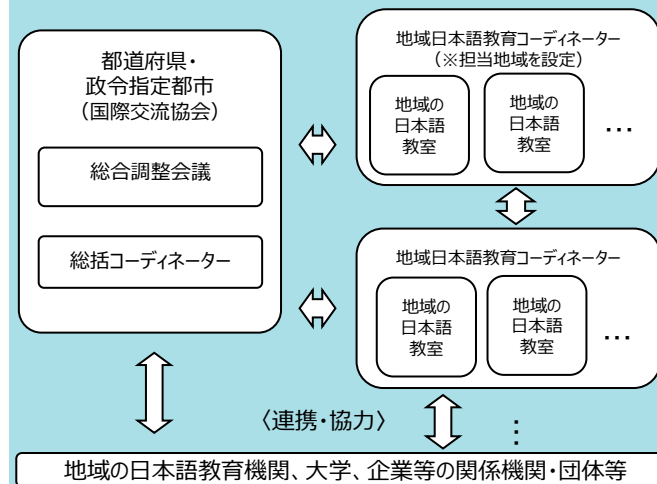 都道府県・
政令指定都市
（国際交流協会）
総合調整会議
総括コーディネーター
地域日本語教育コーディネーター
（※担当地域を設定）
地域の
日本語
教室
地域の
日本語
教室
…
地域日本語教育コーディネーター
地域の
日本語
教室
地域の
日本語
教室
…
〈連携・協力〉
⋮
地域の日本語教育機関、大学、企業等の関係機関・団体等